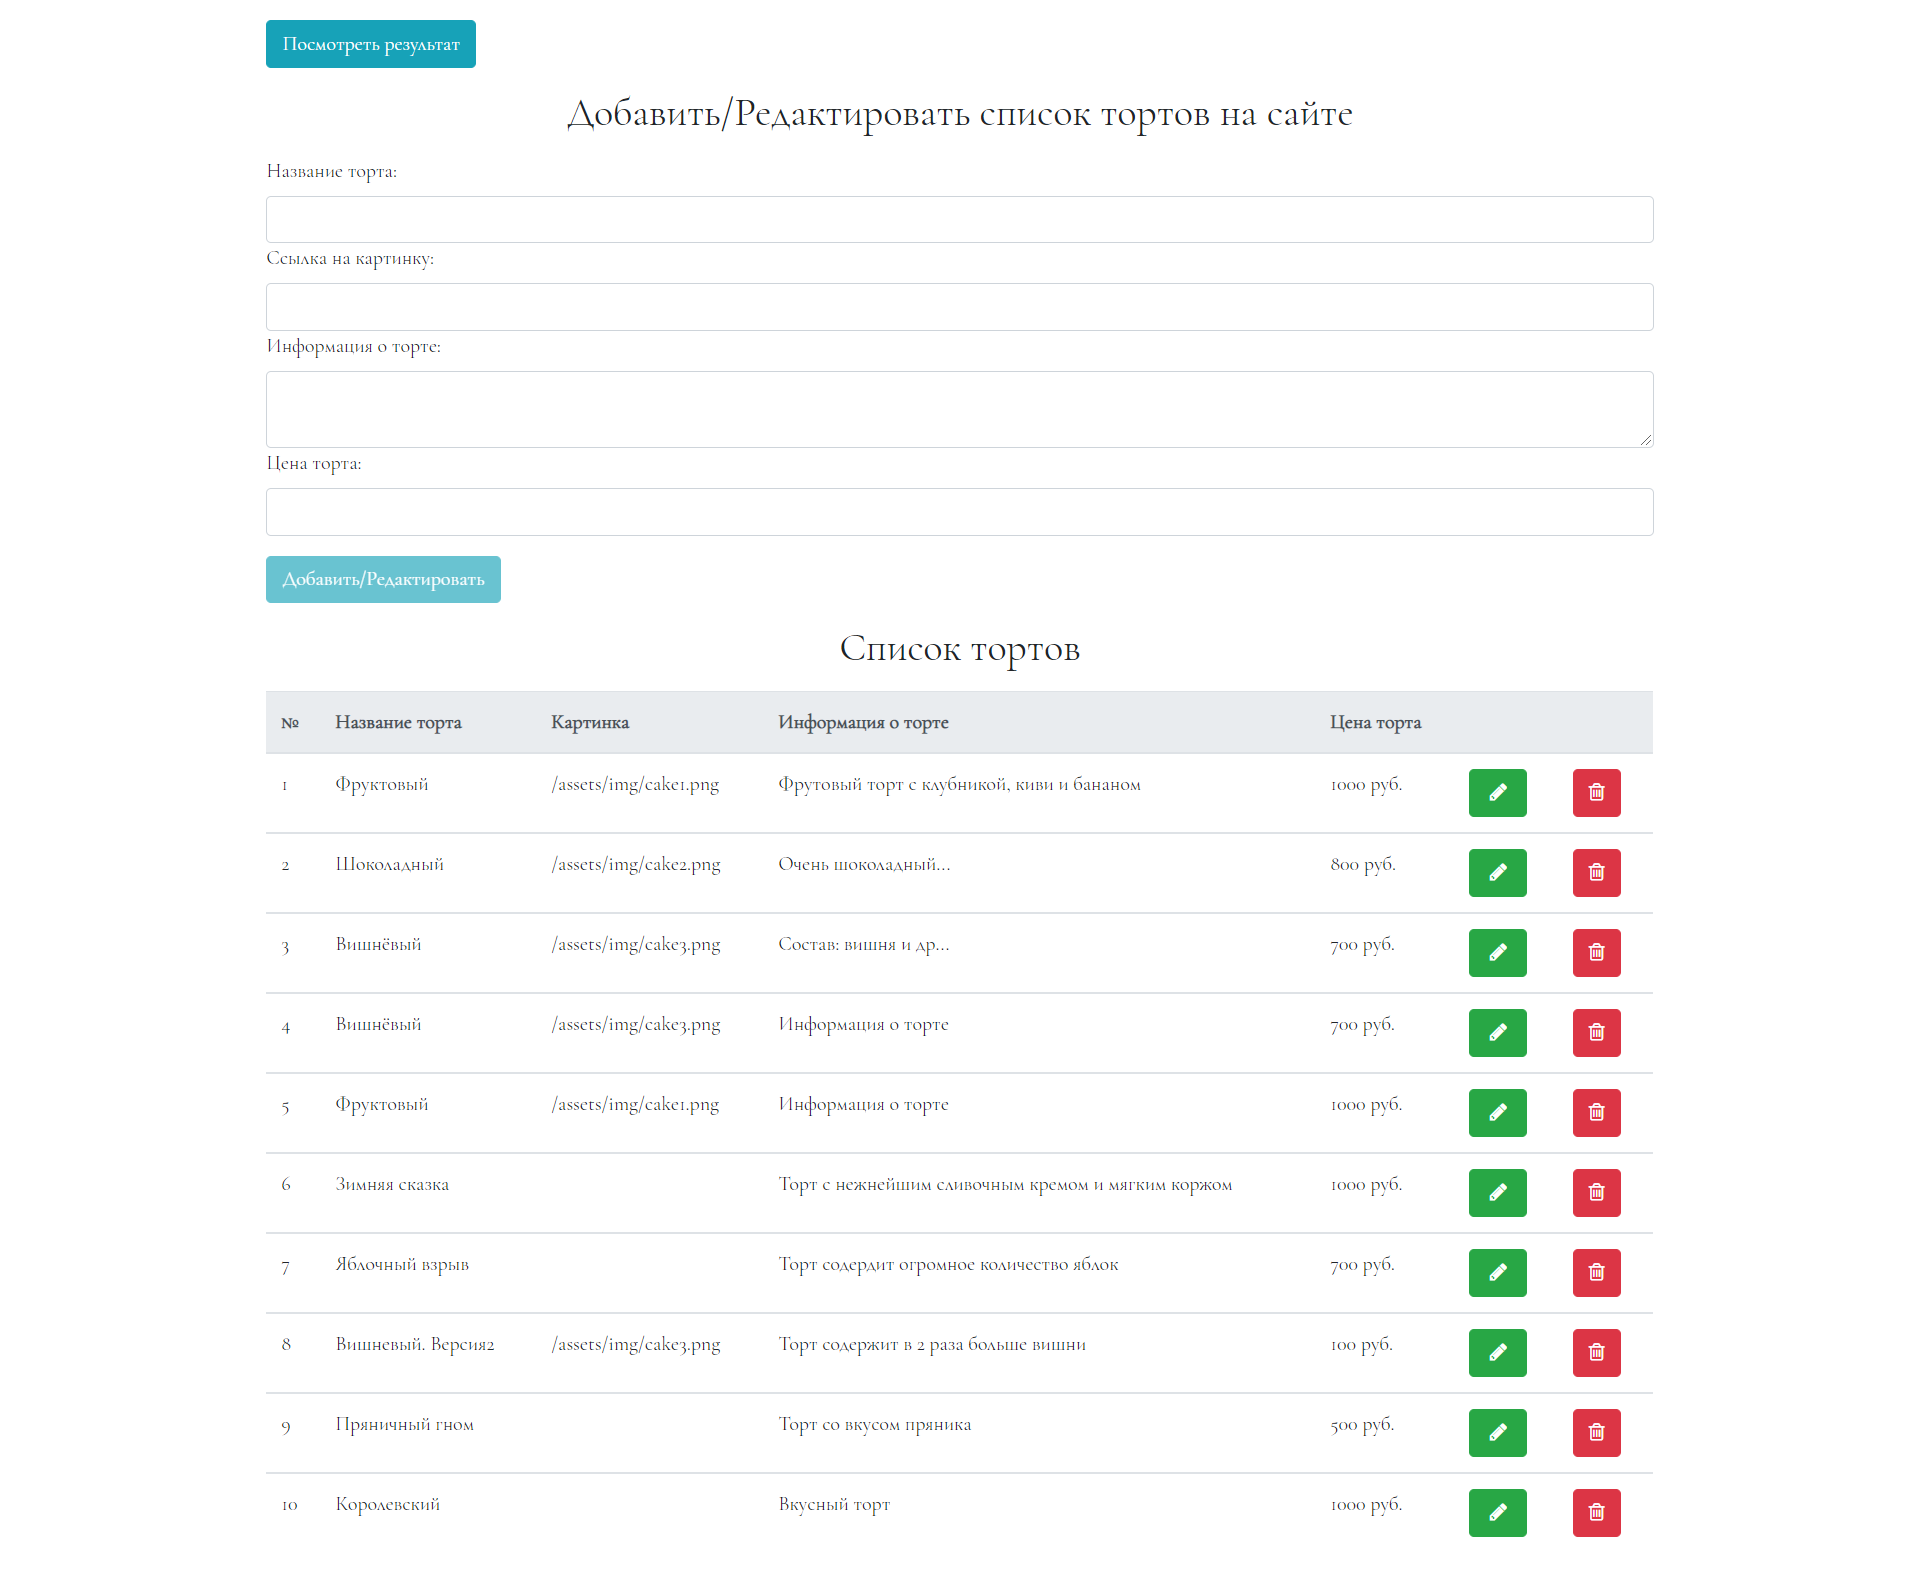 Посмотреть результат
Добавить/Редактировать список тортов на сайте
Название торта:
Ссылка на картинку:
Информация о торте:
Цена торта:
Добавить/Редактировать
Список тортов
№ Название торта Картинка Информация о торте Цена торта
1 Фруктовый /assets/img/cake1.png Фрутовый торт с клубникой, киви и бананом 1000 руб.
2 Шоколадный /assets/img/cake2.png Очень шоколадный... 800 руб.
3 Вишнёвый /assets/img/cake3.png Состав: вишня и др... 700 руб.
4 Вишнёвый /assets/img/cake3.png Информация о торте 700 руб.
5 Фруктовый /assets/img/cake1.png Информация о торте 1000 руб.
6 Зимняя сказка Торт с нежнейшим сливочным кремом и мягким коржом 1000 руб.
7 Яблочный взрыв Торт содердит огромное количество яблок 700 руб.
8 Вишневый. Версия2 /assets/img/cake3.png Торт содержит в 2 раза больше вишни 100 руб.
9 Пряничный гном Торт со вкусом пряника 500 руб.
10 Королевский Вкусный торт 1000 руб.